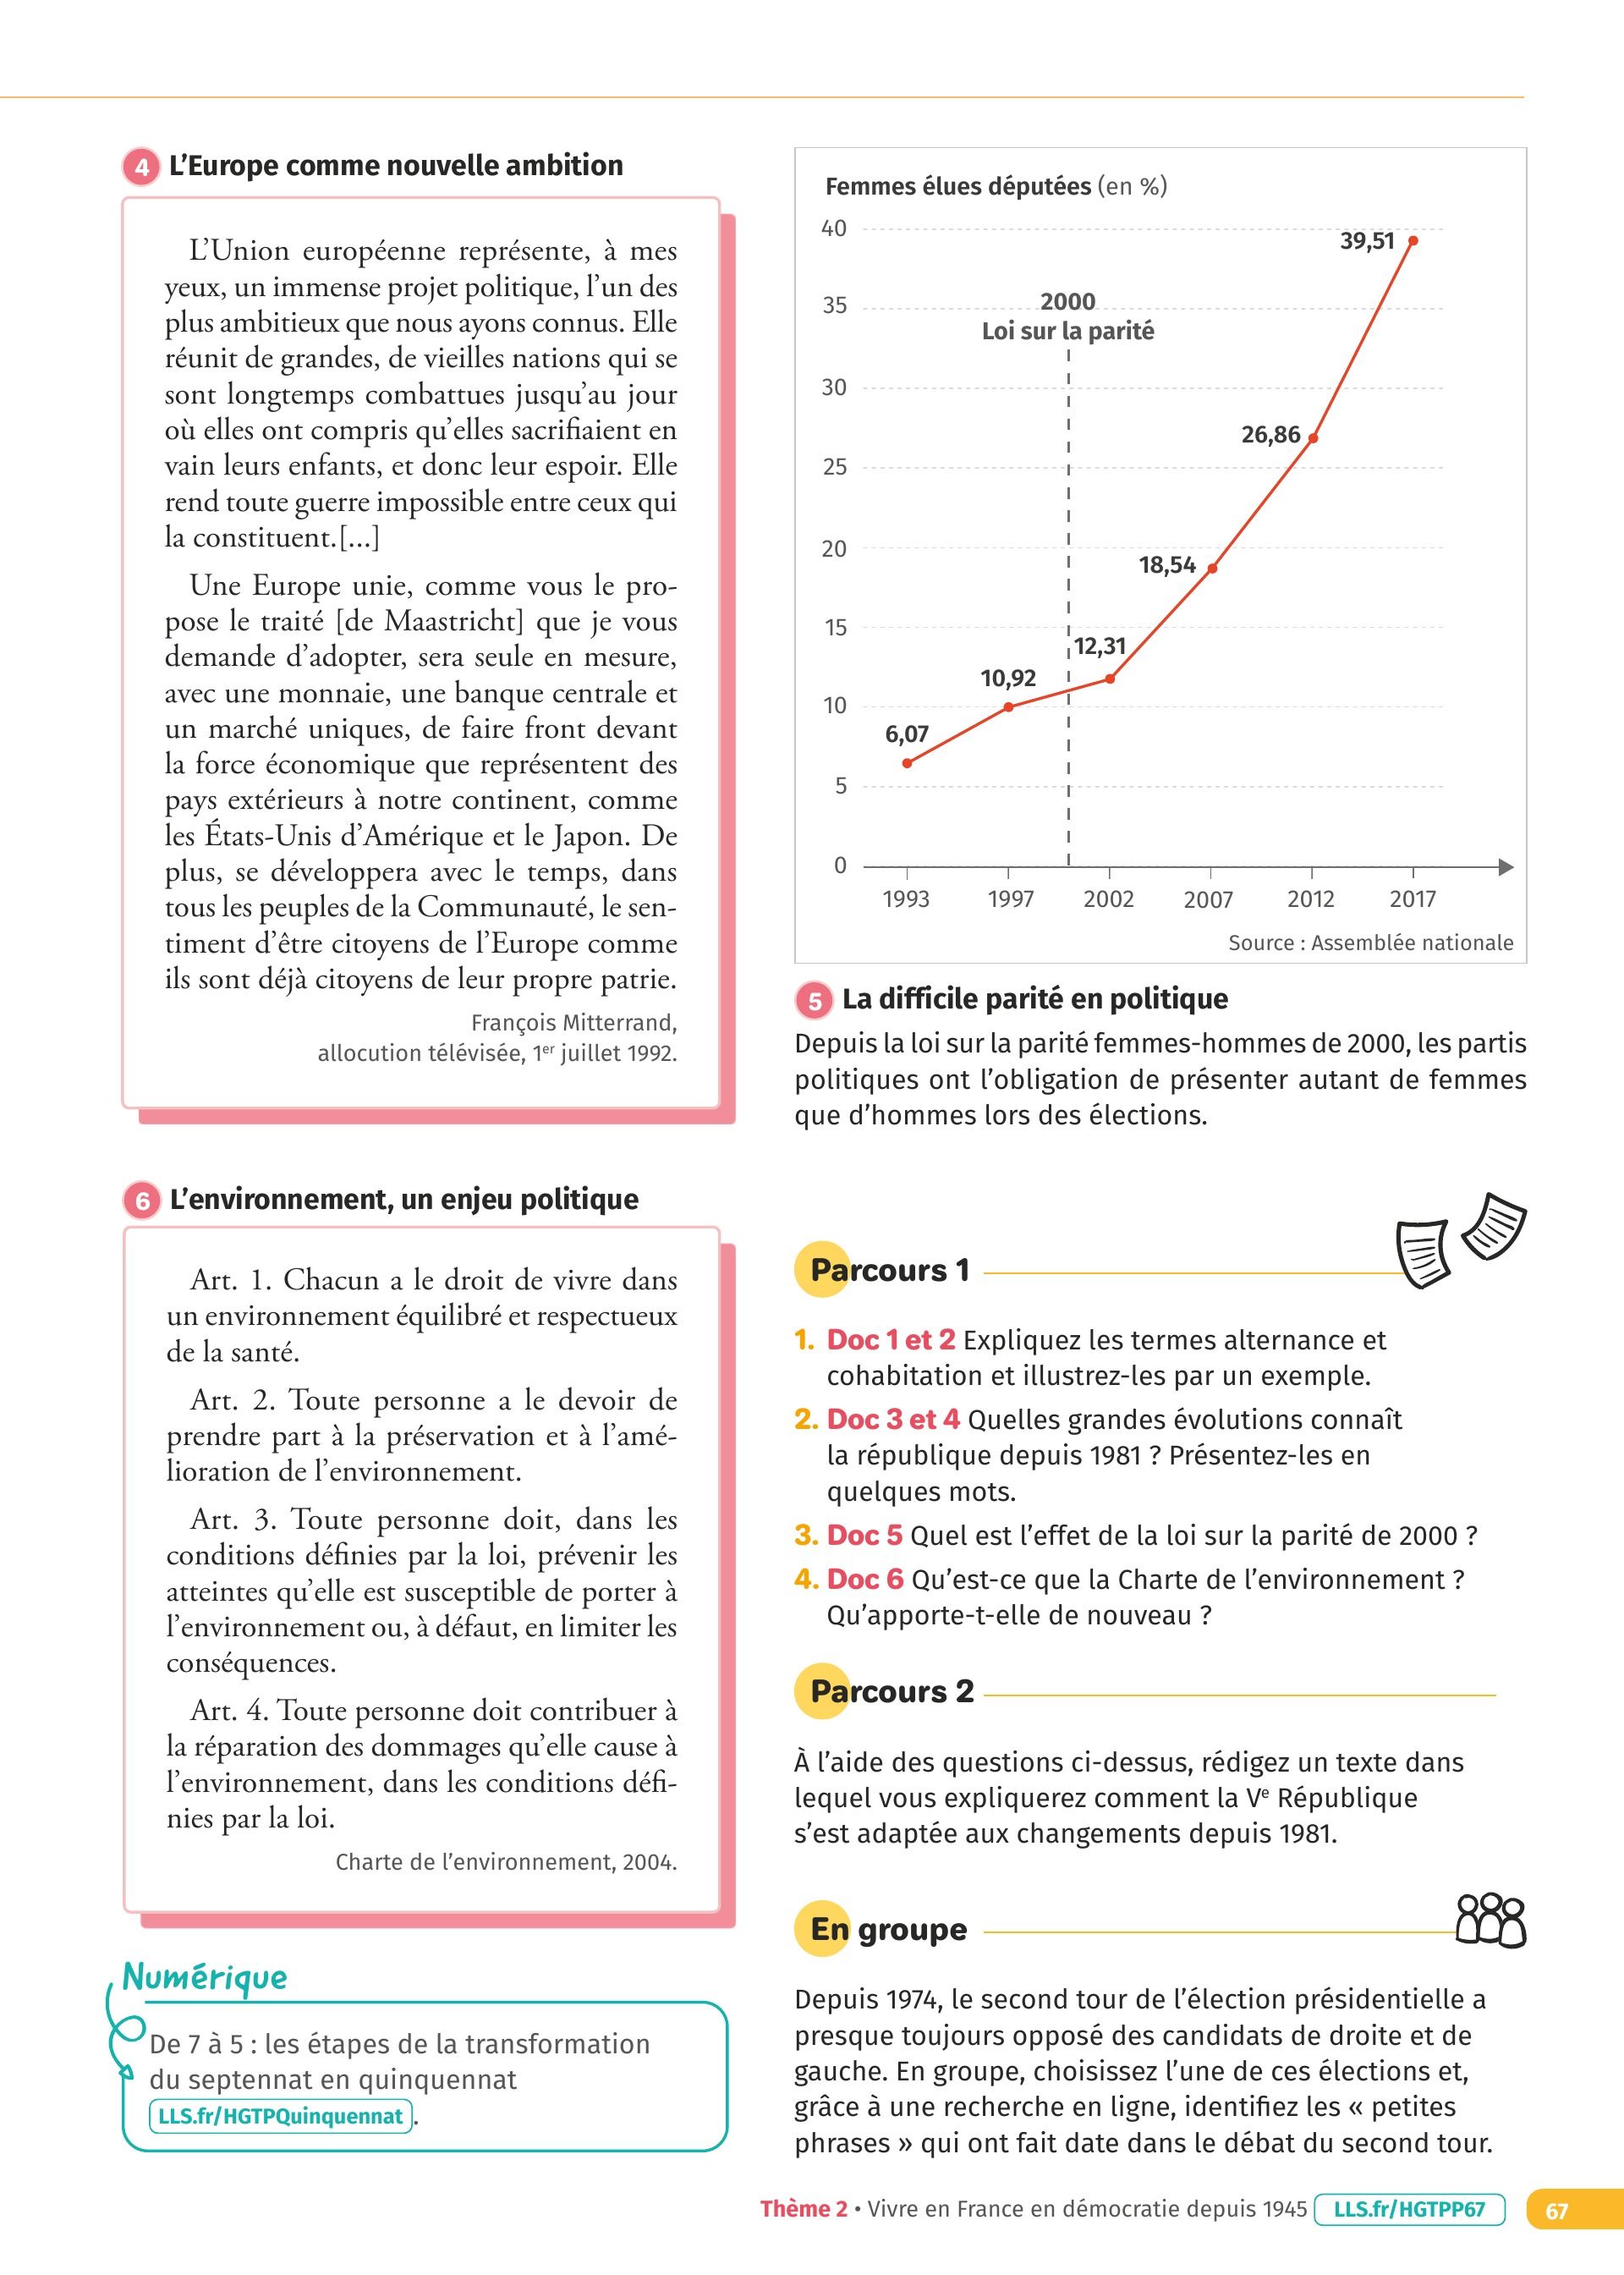 4 L’Europe comme nouvelle ambition
L’Union européenne représente, à mes
yeux, un immense projet politique, l’un des
plus ambitieux que nous ayons connus. Elle
réunit de grandes, de vieilles nations qui se
sont longtemps combattues jusqu’au jour
où elles ont compris qu’elles sacrifiaient en
vain leurs enfants, et donc leur espoir. Elle
rend toute guerre impossible entre ceux qui
la constituent.[...]
Une Europe unie, comme vous le pro-
pose le traité [de Maastricht] que je vous
demande d’adopter, sera seule en mesure,
avec une monnaie, une banque centrale et
un marché uniques, de faire front devant
la force économique que représentent des
pays extérieurs à notre continent, comme
les États-Unis d’Amérique et le Japon. De
plus, se développera avec le temps, dans
tous les peuples de la Communauté, le sen-
timent d’être citoyens de l’Europe comme
ils sont déjà citoyens de leur propre patrie.
François Mitterrand,
allocution télévisée, 1er juillet 1992.
6 L’environnement, un enjeu politique
Art. 1. Chacun a le droit de vivre dans
un environnement équilibré et respectueux
de la santé.
Art. 2. Toute personne a le devoir de
prendre part à la préservation et à l’amé-
lioration de l’environnement.
Art. 3. Toute personne doit, dans les
conditions définies par la loi, prévenir les
atteintes qu’elle est susceptible de porter à
l’environnement ou, à défaut, en limiter les
conséquences.
Art. 4. Toute personne doit contribuer à
la réparation des dommages qu’elle cause à
l’environnement, dans les conditions défi-
nies par la loi.
Charte de l’environnement, 2004.
Numérique
De 7 à 5 : les étapes de la transformation
du septennat en quinquennat
LLS.fr/HGTPQuinquennat.
Femmes élues députées (en %)
40
39,51
35
2000
Loi sur la parité
30
26,86
25
20
18,54
15
12,31
10,92
10
6,07
5
0
1993 1997 2002 2007 2012 2017
Source : Assemblée nationale
5 La difficile parité en politique
Depuis la loi sur la parité femmes-hommes de 2000, les partis
politiques ont l’obligation de présenter autant de femmes
que d’hommes lors des élections.
Parcours 1
1. Doc 1 et 2 Expliquez les termes alternance et
cohabitation et illustrez-les par un exemple.
2. Doc 3 et 4 Quelles grandes évolutions connaît
la république depuis 1981 ? Présentez-les en
quelques mots.
3. Doc 5 Quel est l’effet de la loi sur la parité de 2000 ?
4. Doc 6 Qu’est-ce que la Charte de l’environnement ?
Qu’apporte-t-elle de nouveau ?
Parcours 2
À l’aide des questions ci-dessus, rédigez un texte dans
lequel vous expliquerez comment la Ve République
s’est adaptée aux changements depuis 1981.
En groupe
Depuis 1974, le second tour de l’élection présidentielle a
presque toujours opposé des candidats de droite et de
gauche. En groupe, choisissez l’une de ces élections et,
grâce à une recherche en ligne, identifiez les « petites
phrases » qui ont fait date dans le débat du second tour.
Thème 2 • Vivre en France en démocratie depuis 1945 LLS.fr/HGTPP67 67